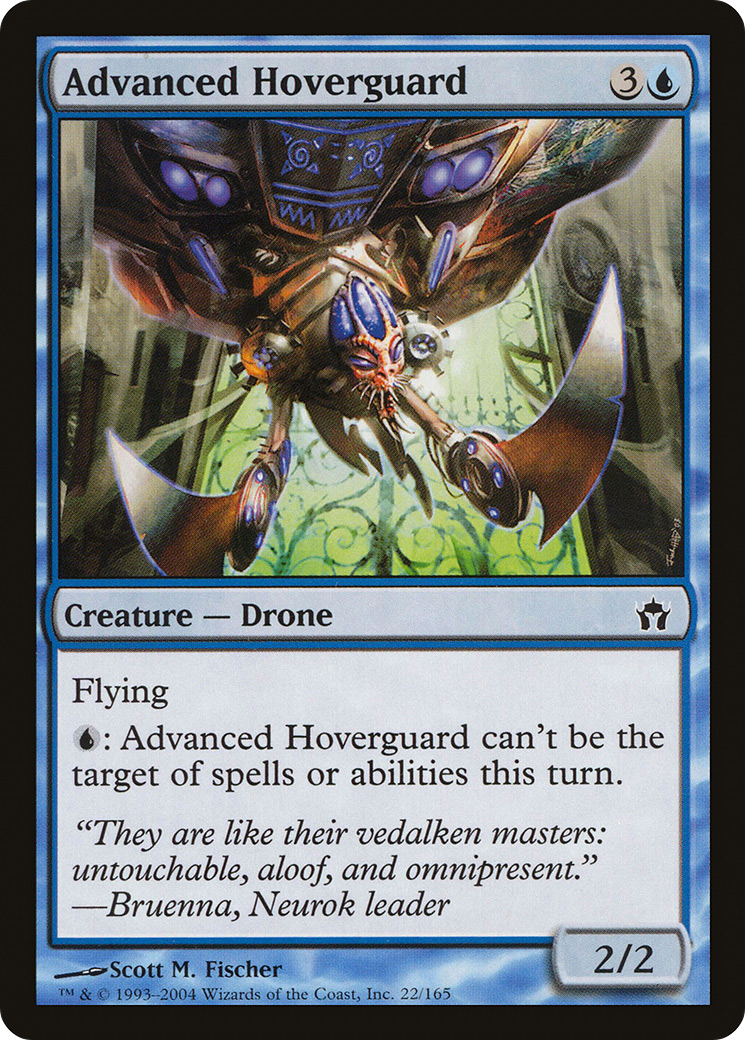 Advanced Hoverguard 3
Creature — Drone
Flying
: Advanced Hoverguard can't be the
target of spells or abilities this turn.
"They are like their vedalken masters:
untouchable, aloof, and omnipresent."
—Bruenna, Neurok leader
2/2
Scott M. Fischer
™ & © 1993–2004 Wizards of the Coast, Inc. 22/165